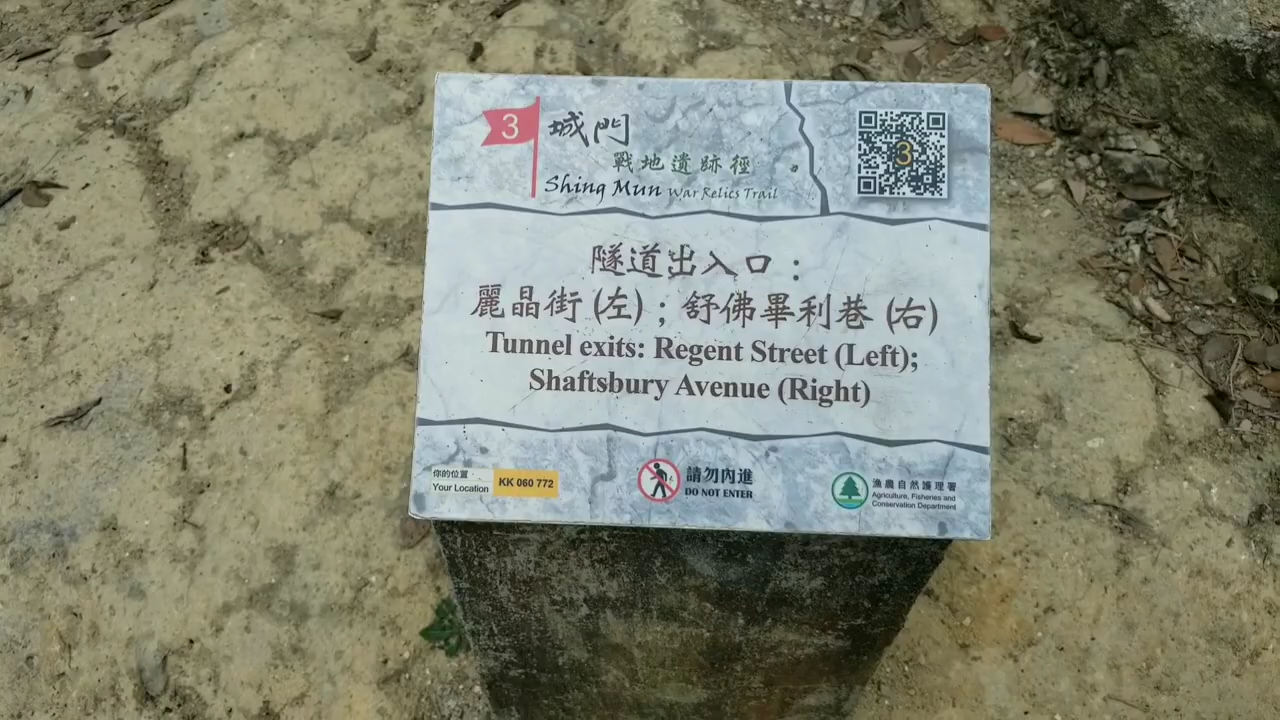 3
城門
戰地遺跡徑
Shing Mun War Relics Trail
3
隧道出入口：
麗晶街 (左)；舒佛畢利巷 (右)
Tunnel exits: Regent Street (Left);
Shaftsbury Avenue (Right)
你的位置
Your Location
KK 060 772
請勿內進
DO NOT ENTER
漁農自然護理署
Agriculture, Fisheries and
Conservation Department